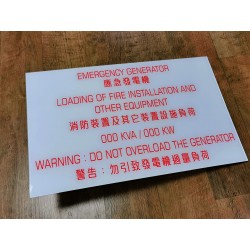 EMERGENCY GENERATOR
應急發電機
LOADING OF FIRE INSTALLATION AND
OTHER EQUIPMENT
消防裝置及其它裝置設施負荷
000 KVA / 000 KW
WARNING : DO NOT OVERLOAD THE GENERATOR
警告 : 勿引致發電機過量負荷